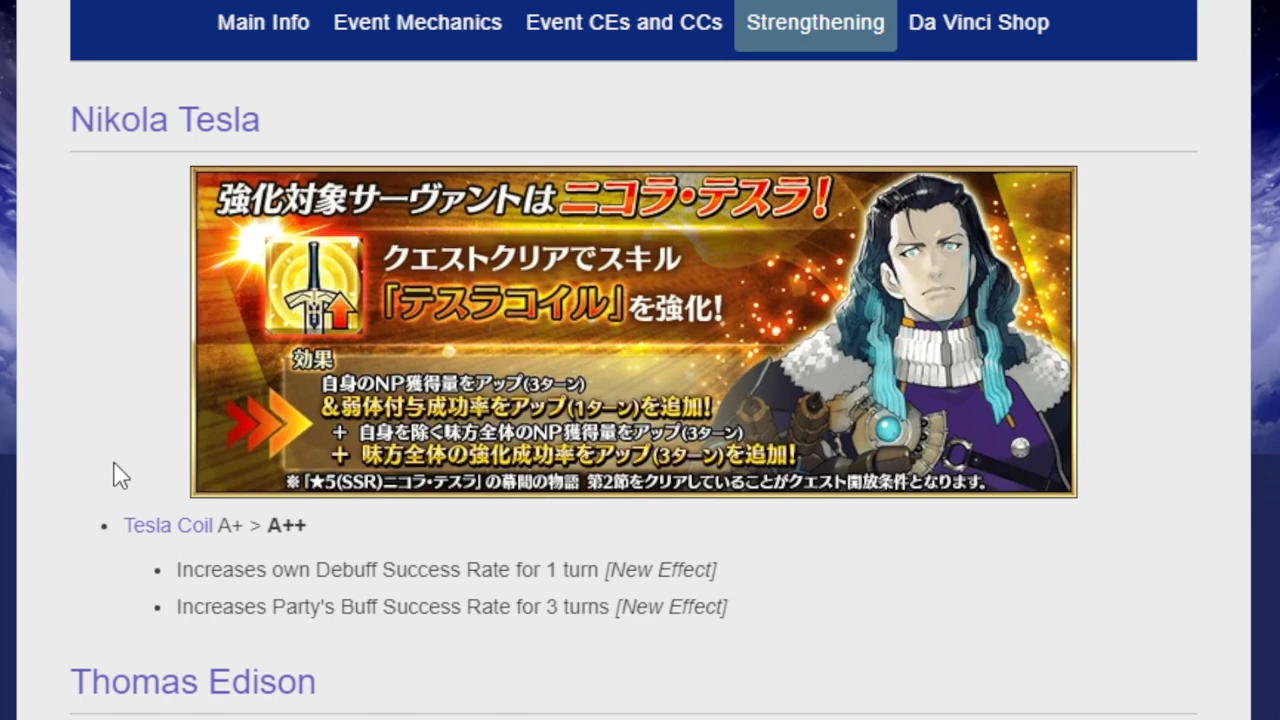 Main Info Event Mechanics Event CEs and CCs Strengthening Da Vinci Shop
Nikola Tesla
強化対象サーヴァントはニコラ・テスラ!
クエストクリアでスキル
「テスラコイル」を強化!
効果
自身のNP獲得量をアップ(3ターン)
&弱体付与成功率をアップ(1ターン)を追加!
+ 自身を除く味方全体のNP獲得量をアップ(3ターン)
+ 味方全体の強化成功率をアップ(3ターン)を追加!
※「★5(SSR)ニコラ・テスラ」の幕間の物語 第2節をクリアしていることがクエスト開放条件となります。
• Tesla Coil A+ > A++
• Increases own Debuff Success Rate for 1 turn [New Effect]
• Increases Party's Buff Success Rate for 3 turns [New Effect]
Thomas Edison